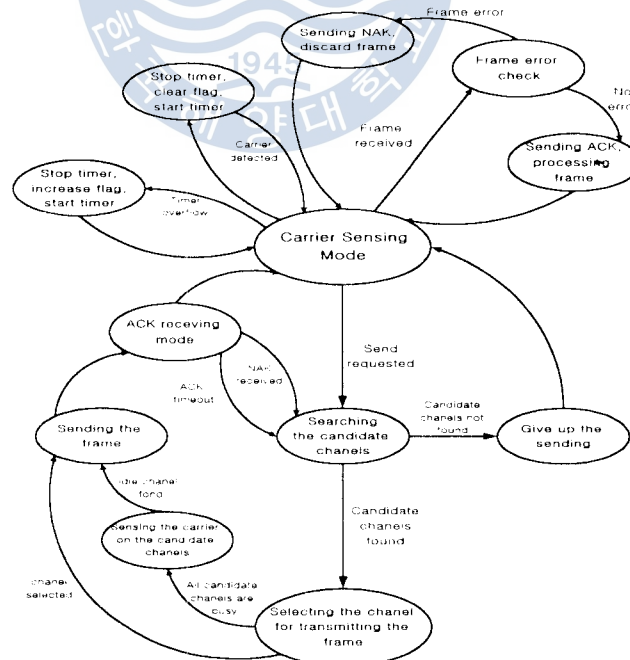 Frame error
Sending NAK,
discard frame
Frame error
check
No
error
1945
Stop timer,
clear flag,
start timer
Carrier
detected
Frame
received
Sending ACK,
processing
frame
Stop timer,
increase flag,
start timer
Timer
overflow
Carrier Sensing
Mode
ACK receving
mode
NAK
received
ACK
timeout
Send
requested
Sending the
frame
Searching
the candidate
chanels
Candidate
chanels not
found
Give up the
sending
Idle chanel
fond
Sensing the carrier
on the candidate
chanels
Candidate
chanels
found
chanel
selected
All candidate
chanels are
busy
Selecting the chanel
for transmitting the
frame